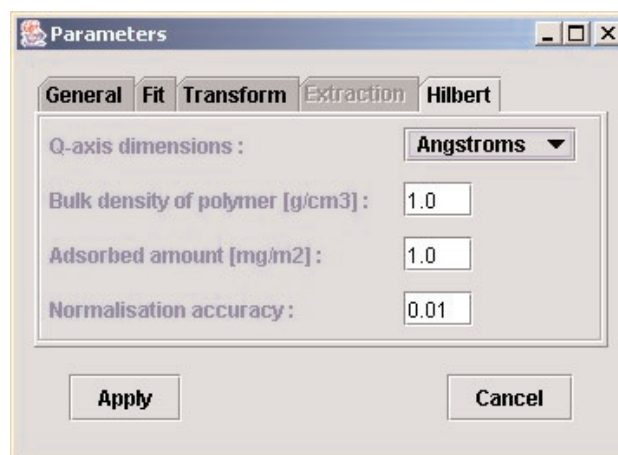 Parameters
General Fit Transform Extraction Hilbert
Q-axis dimensions : Angstroms
Bulk density of polymer [g/cm3] : 1.0
Adsorbed amount [mg/m2] : 1.0
Normalisation accuracy : 0.01
Apply Cancel